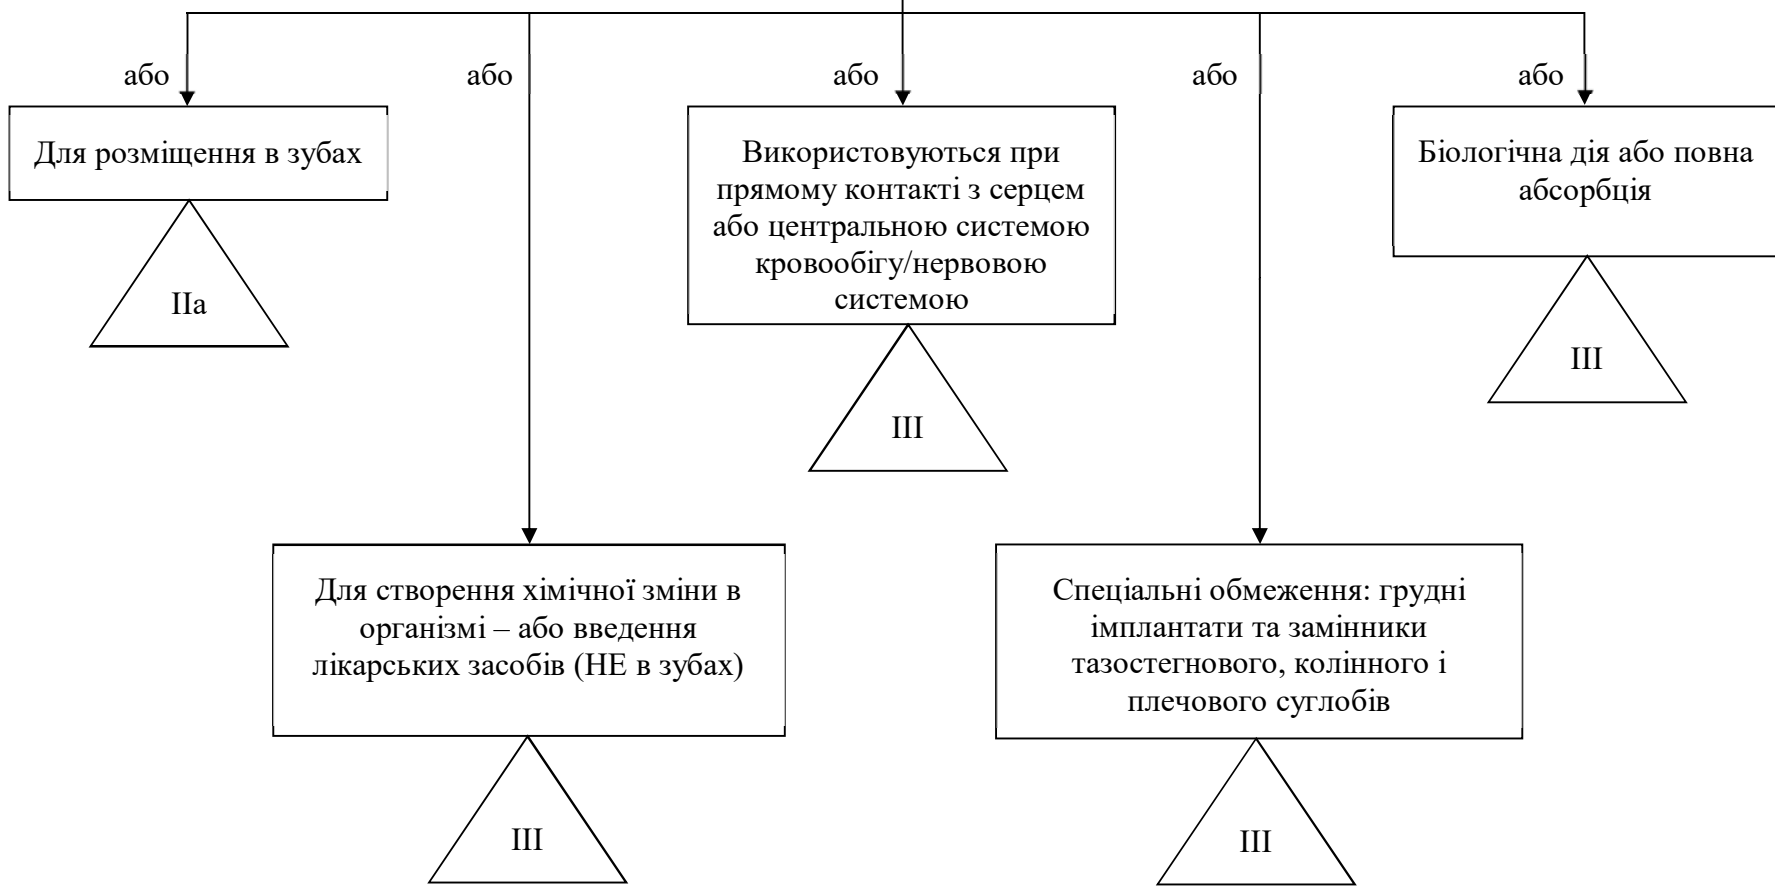 або
або
або
або
або
Для розміщення в зубах
IIа
Використовуються при
прямому контакті з серцем
або центральною системою
кровообігу/нервовою
системою
III
Біологічна дія або повна
абсорбція
III
Для створення хімічної зміни в
організмі – або введення
лікарських засобів (НЕ в зубах)
III
Спеціальні обмеження: грудні
імплантати та замінники
тазостегнового, колінного і
плечового суглобів
III